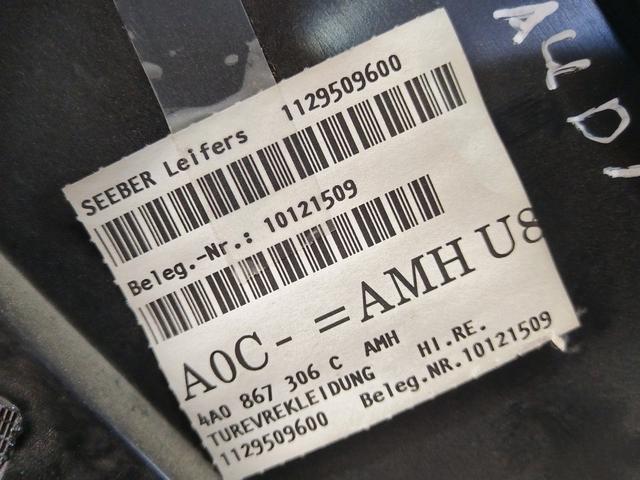 SEEBER Leifers 1129509600
Beleg.-Nr.: 10121509
A0C- =AMH U8
4A0 867 306 C AMH HI.RE.
TUREVREKLEIDUNG Beleg.NR.10121509
1129509600
AUDI